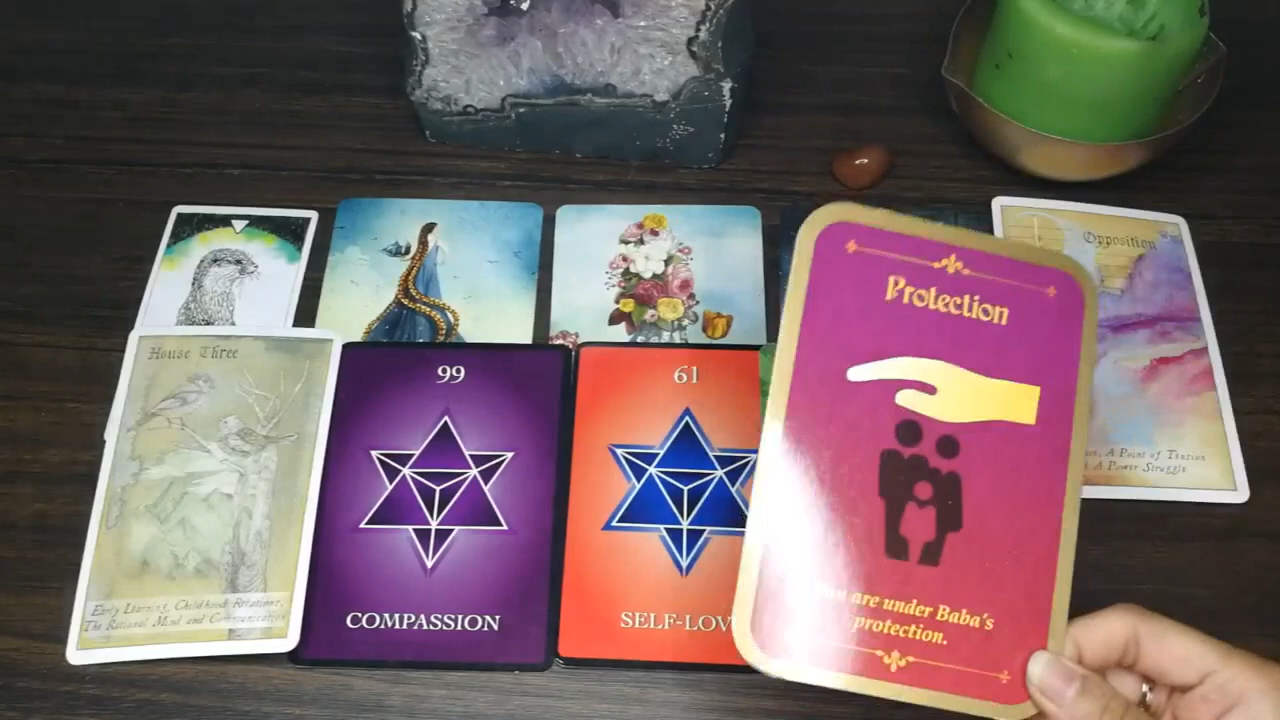 Opposition
Protection
House Three
99
61
A Point of Tension
A Power Struggle
are under Baba's
protection.
Early Learning, Childhood Relations,
The Rational Mind and Communication
COMPASSION
SELF-LOV